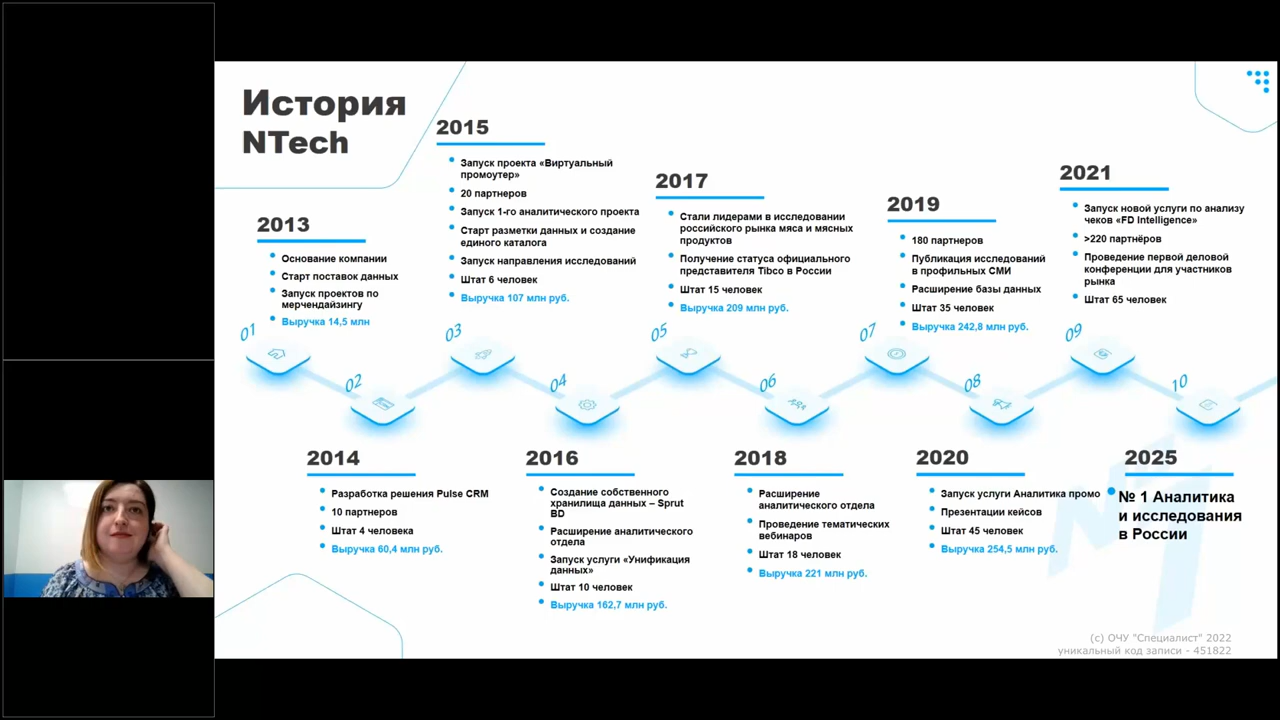 История
NTech
2013
Основание компании
Старт поставок данных
Запуск проектов по
мерчендайзингу
Выручка 14,5 млн
01
2014
Разработка решения Pulse CRM
10 партнеров
Штат 4 человека
Выручка 60,4 млн руб.
02
2015
Запуск проекта «Виртуальный
промоутер»
20 партнеров
Запуск 1-го аналитического проекта
Старт разметки данных и создание
единого каталога
Запуск направления исследований
Штат 6 человек
Выручка 107 млн руб.
03
2016
Создание собственного
хранилища данных – Sprut
BD
Расширение аналитического
отдела
Запуск услуги «Унификация
данных»
Штат 10 человек
Выручка 162,7 млн руб.
04
2017
Стали лидерами в исследовании
российского рынка мяса и мясных
продуктов
Получение статуса официального
представителя Tibco в России
Штат 15 человек
Выручка 209 млн руб.
05
2018
Расширение
аналитического отдела
Проведение тематических
вебинаров
Штат 18 человек
Выручка 221 млн руб.
06
2019
180 партнеров
Публикация исследований
в профильных СМИ
Расширение базы данных
Штат 35 человек
Выручка 242,8 млн руб.
07
2020
Запуск услуги Аналитика промо
Презентации кейсов
Штат 45 человек
Выручка 254,5 млн руб.
08
2021
Запуск новой услуги по анализу
чеков «FD Intelligence»
>220 партнёров
Проведение первой деловой
конференции для участников
рынка
Штат 65 человек
09
2025
№ 1 Аналитика
и исследования
в России
10
(с) ОЧУ "Специалист" 2022
уникальный код записи - 451822